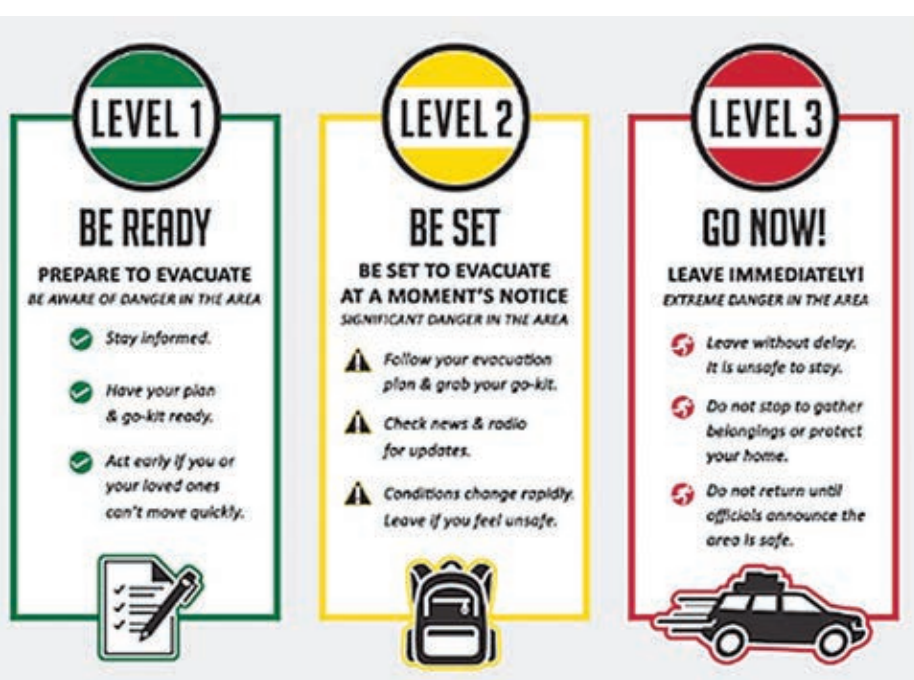 LEVEL 1
BE READY
PREPARE TO EVACUATE
BE AWARE OF DANGER IN THE AREA
Stay informed.
Have your plan
& go-kit ready.
Act early if you or
your loved ones
can't move quickly.
LEVEL 2
BE SET
BE SET TO EVACUATE
AT A MOMENT'S NOTICE
SIGNIFICANT DANGER IN THE AREA
Follow your evacuation
plan & grab your go-kit.
Check news & radio
for updates.
Conditions change rapidly.
Leave if you feel unsafe.
LEVEL 3
GO NOW!
LEAVE IMMEDIATELY!
EXTREME DANGER IN THE AREA
Leave without delay.
It is unsafe to stay.
Do not stop to gather
belongings or protect
your home.
Do not return until
officials announce the
area is safe.